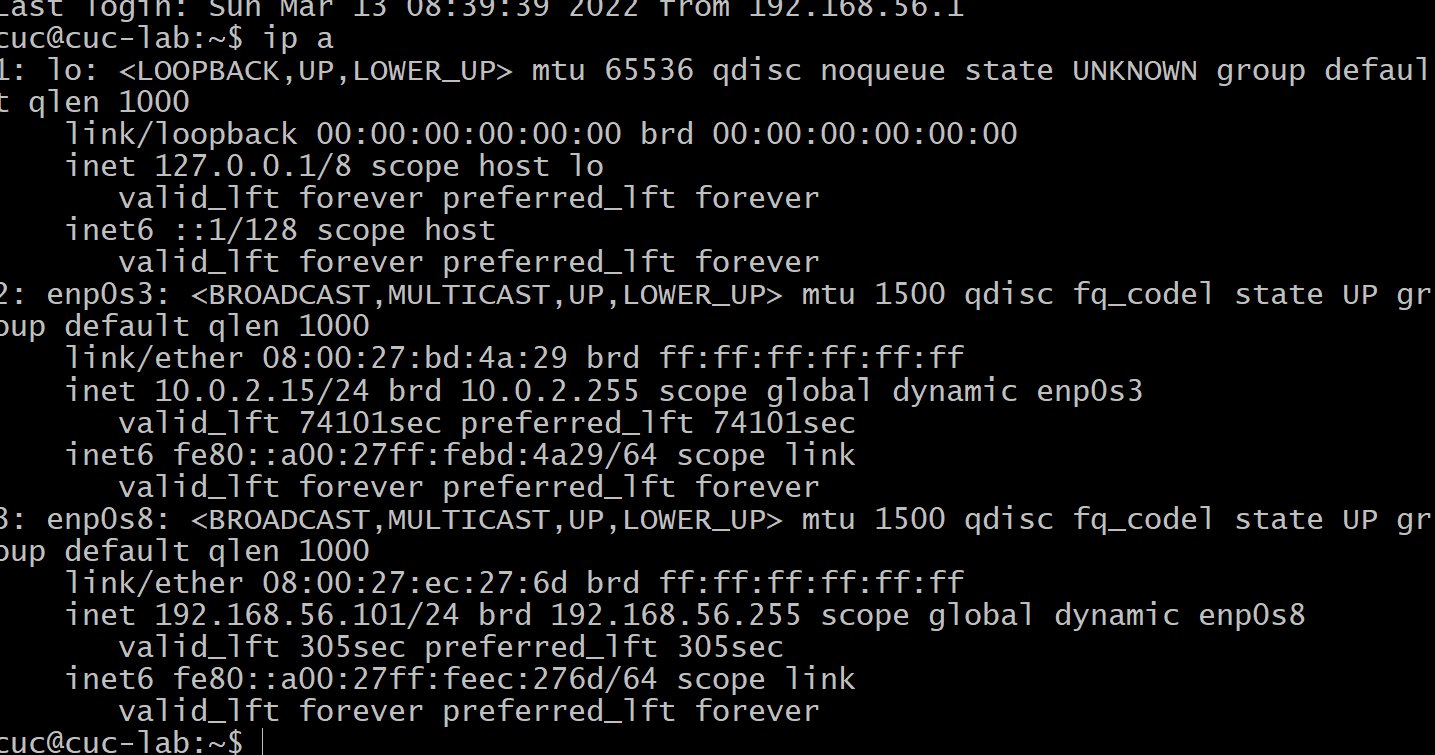 Last login: Sun Mar 13 08:39:39 2022 from 192.168.56.1
cuc@cuc-lab:~$ ip a
1: lo: <LOOPBACK,UP,LOWER_UP> mtu 65536 qdisc noqueue state UNKNOWN group defaul
t qlen 1000
    link/loopback 00:00:00:00:00:00 brd 00:00:00:00:00:00
    inet 127.0.0.1/8 scope host lo
       valid_lft forever preferred_lft forever
    inet6 ::1/128 scope host
       valid_lft forever preferred_lft forever
2: enp0s3: <BROADCAST,MULTICAST,UP,LOWER_UP> mtu 1500 qdisc fq_codel state UP gr
oup default qlen 1000
    link/ether 08:00:27:bd:4a:29 brd ff:ff:ff:ff:ff:ff
    inet 10.0.2.15/24 brd 10.0.2.255 scope global dynamic enp0s3
       valid_lft 74101sec preferred_lft 74101sec
    inet6 fe80::a00:27ff:febd:4a29/64 scope link
       valid_lft forever preferred_lft forever
3: enp0s8: <BROADCAST,MULTICAST,UP,LOWER_UP> mtu 1500 qdisc fq_codel state UP gr
oup default qlen 1000
    link/ether 08:00:27:ec:27:6d brd ff:ff:ff:ff:ff:ff
    inet 192.168.56.101/24 brd 192.168.56.255 scope global dynamic enp0s8
       valid_lft 305sec preferred_lft 305sec
    inet6 fe80::a00:27ff:feec:276d/64 scope link
       valid_lft forever preferred_lft forever
cuc@cuc-lab:~$